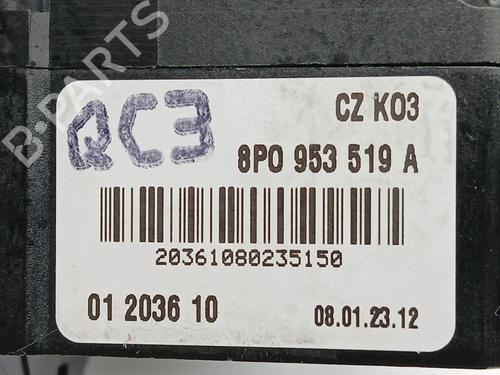 B-PARTS
QC3
CZ K03
8P0 953 519 A
20361080235150
01 2036 10
08.01.23.12